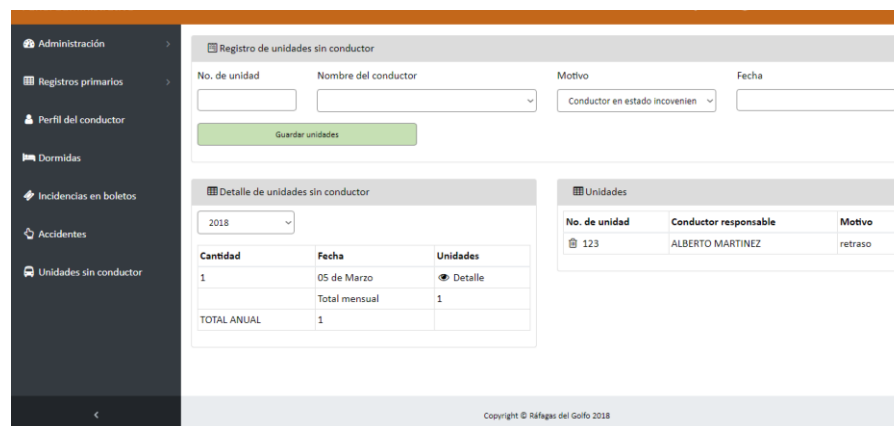 Administración
Registros primarios
Perfil del conductor
Dormidas
Incidencias en boletos
Accidentes
Unidades sin conductor
Registro de unidades sin conductor
No. de unidad Nombre del conductor Motivo Fecha
Conductor en estado incovenien
Guardar unidades
Detalle de unidades sin conductor
2018
Cantidad Fecha Unidades
1 05 de Marzo Detalle
Total mensual 1
TOTAL ANUAL 1
Unidades
No. de unidad Conductor responsable Motivo
123 ALBERTO MARTINEZ retraso
Copyright © Ráfagas del Golfo 2018